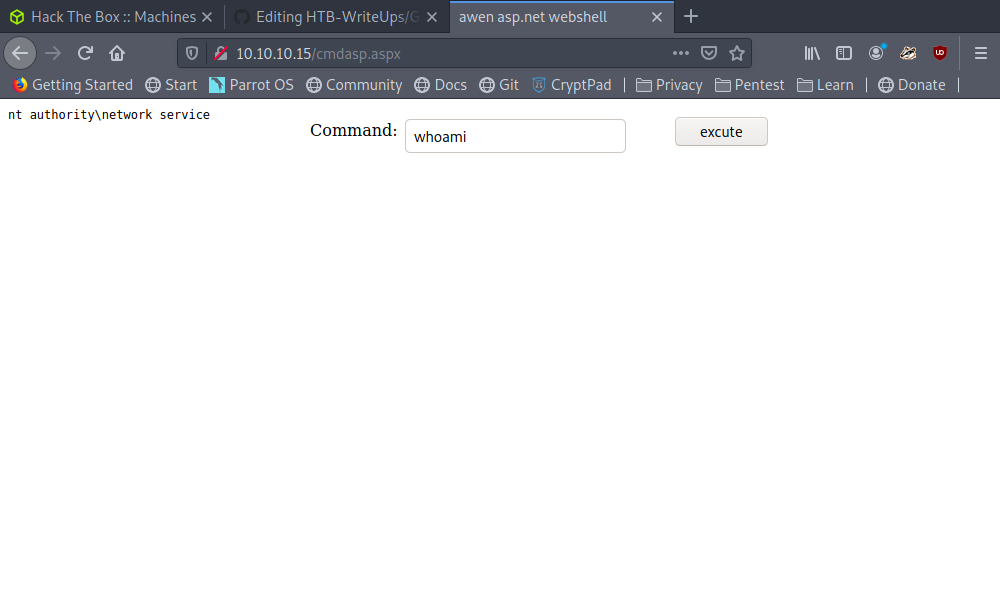 Hack The Box :: Machines
Editing HTB-WriteUps/G
awen asp.net webshell
10.10.10.15/cmdasp.aspx
Getting Started Start Parrot OS Community Docs Git CryptPad Privacy Pentest Learn Donate
nt authority\network service
Command: whoami excute